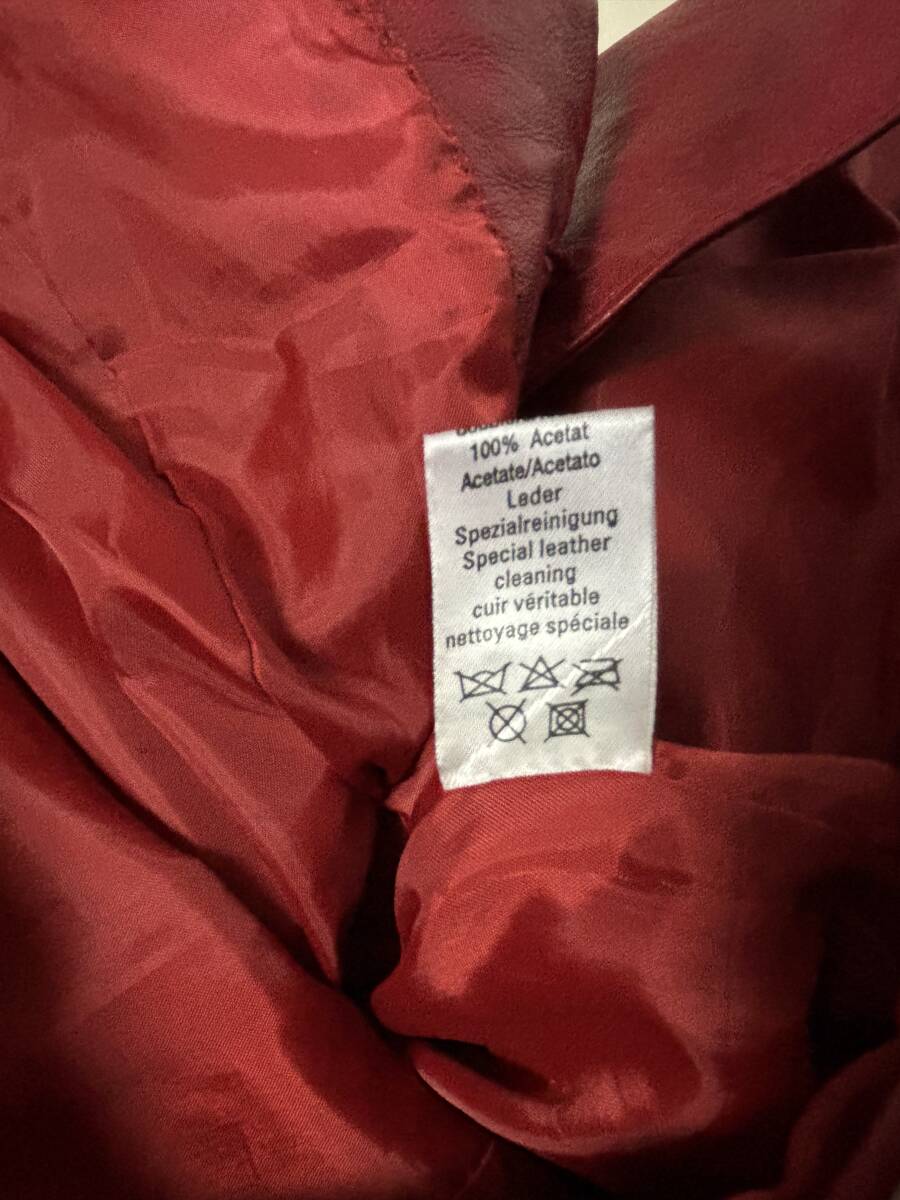 100% Acetat
Acetate/Acetato
Leder
Spezialreinigung
Special leather
cleaning
cuir véritable
nettoyage spéciale